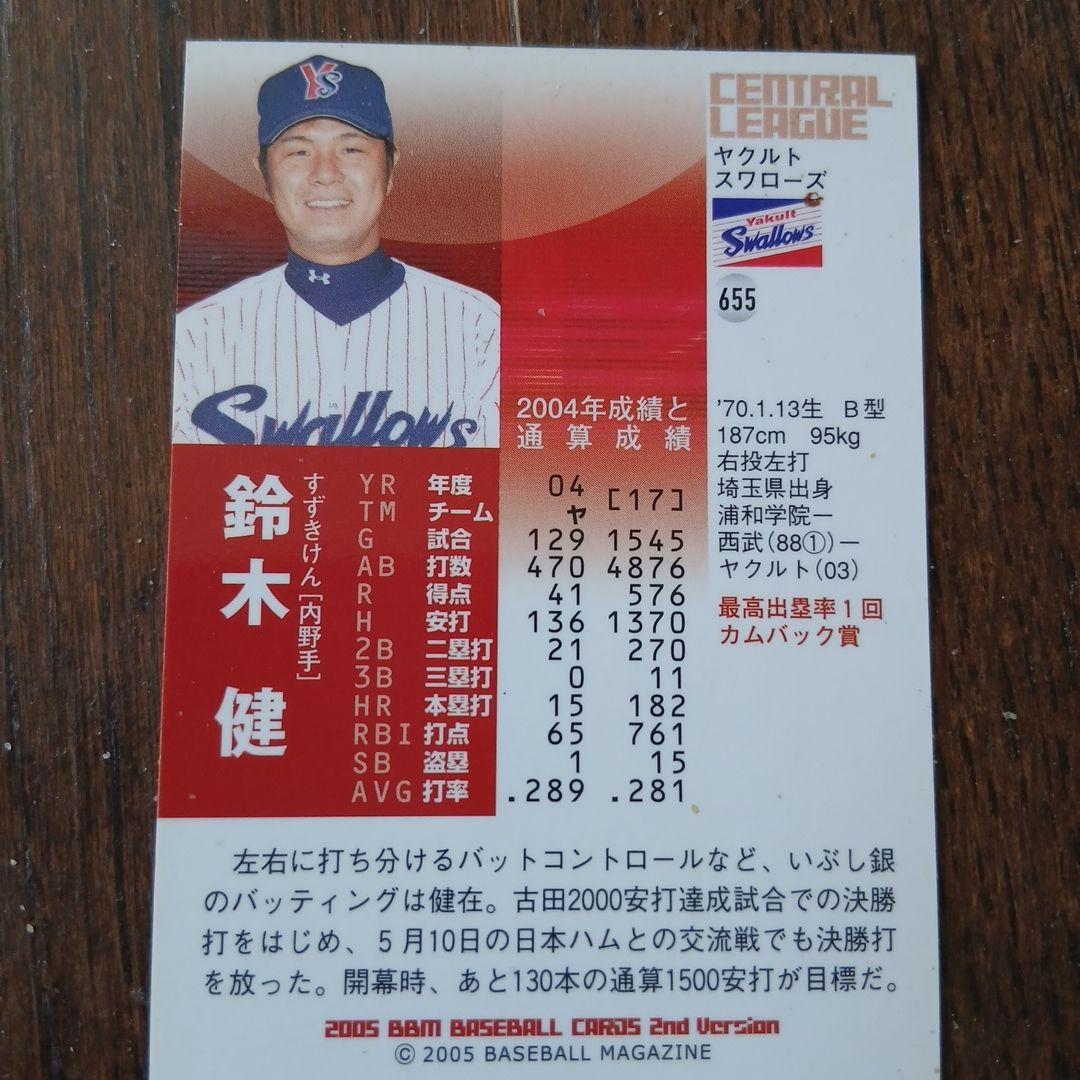 YS
Swallows
CENTRAL
LEAGUE
ヤクルト
スワローズ
Yakult
Swallows
655
鈴木 健
すずきけん[内野手]
2004年成績と
通算成績
YR 年度 04 [17]
TM チーム ヤ
G 試合 129 1545
AB 打数 470 4876
R 得点 41 576
H 安打 136 1370
2B 二塁打 21 270
3B 三塁打 0 11
HR 本塁打 15 182
RBI 打点 65 761
SB 盗塁 1 15
AVG 打率 .289 .281
'70.1.13生 B型
187cm 95kg
右投左打
埼玉県出身
浦和学院ー
西武(88①)ー
ヤクルト(03)
最高出塁率1回
カムバック賞
左右に打ち分けるバットコントロールなど、いぶし銀
のバッティングは健在。古田2000安打達成試合での決勝
打をはじめ、5月10日の日本ハムとの交流戦でも決勝打
を放った。開幕時、あと130本の通算1500安打が目標だ。
2005 BBM BASEBALL CARDS 2nd Version
© 2005 BASEBALL MAGAZINE